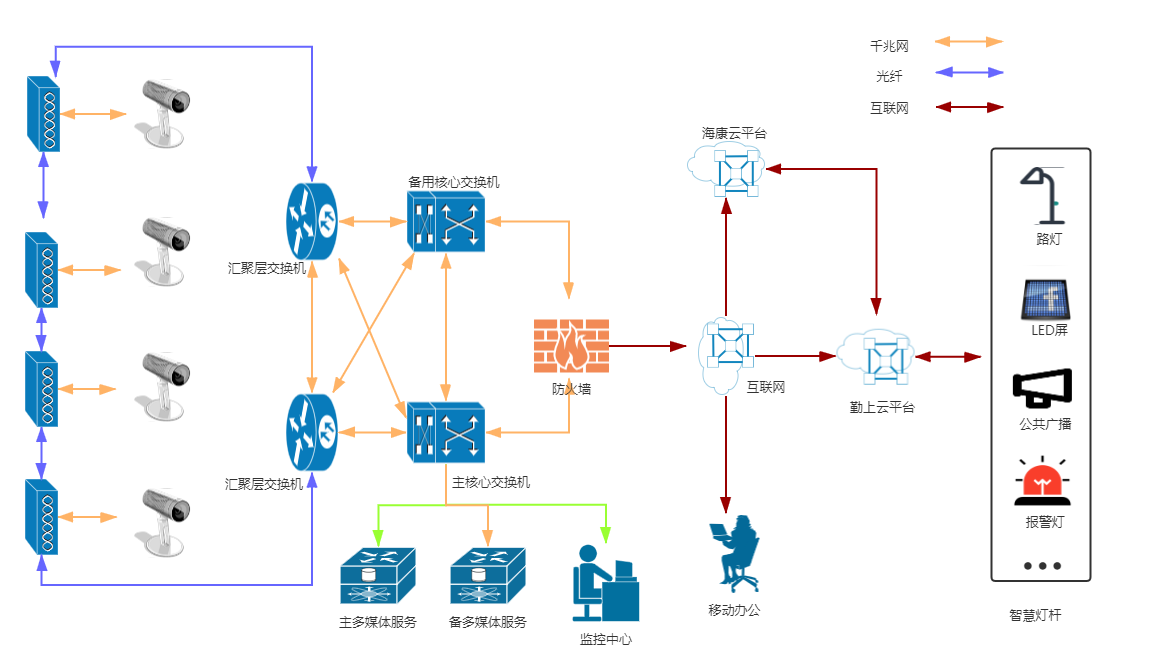 千兆网
光纤
互联网
海康云平台
备用核心交换机
路灯
汇聚层交换机
LED屏
防火墙
互联网
勤上云平台
公共广播
汇聚层交换机
主核心交换机
报警灯
移动办公
智慧灯杆
主多媒体服务
备多媒体服务
监控中心